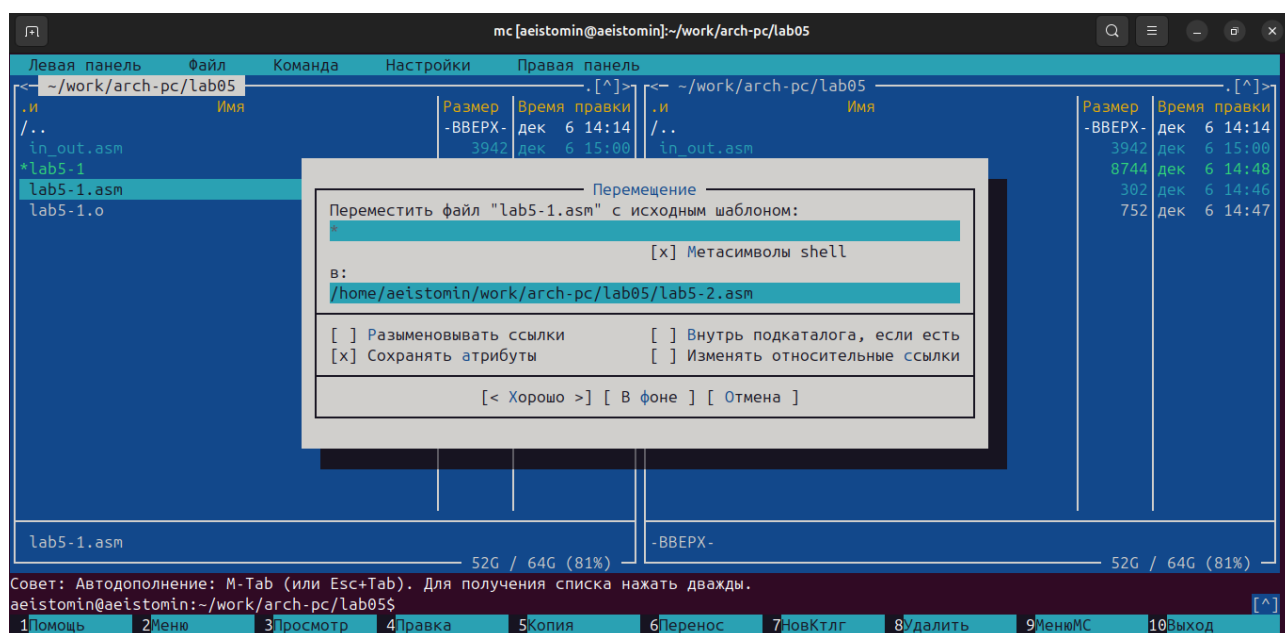 mc [aeistomin@aeistomin]:~/work/arch-pc/lab05
Левая панель Файл Команда Настройки Правая панель
<─ ~/work/arch-pc/lab05 .[^]> <─ ~/work/arch-pc/lab05 .[^]>
.и Имя Размер Время правки .и Имя Размер Время правки
/.. -ВВЕРХ- дек 6 14:14 /.. -ВВЕРХ- дек 6 14:14
in_out.asm 3942 дек 6 15:00 in_out.asm 3942 дек 6 15:00
*lab5-1 8744 дек 6 14:48
lab5-1.asm Перемещение 302 дек 6 14:46
lab5-1.o Переместить файл "lab5-1.asm" с исходным шаблоном: 752 дек 6 14:47
*
[x] Метасимволы shell
в:
/home/aeistomin/work/arch-pc/lab05/lab5-2.asm
[ ] Разыменовывать ссылки [ ] Внутрь подкаталога, если есть
[x] Сохранять атрибуты [ ] Изменять относительные ссылки
[< Хорошо >] [ В фоне ] [ Отмена ]
lab5-1.asm -ВВЕРХ-
52G / 64G (81%) 52G / 64G (81%)
Совет: Автодополнение: M-Tab (или Esc+Tab). Для получения списка нажать дважды.
aeistomin@aeistomin:~/work/arch-pc/lab05$ [^]
1Помощь 2Меню 3Просмотр 4Правка 5Копия 6Перенос 7НовКтлг 8Удалить 9МенюMC 10Выход